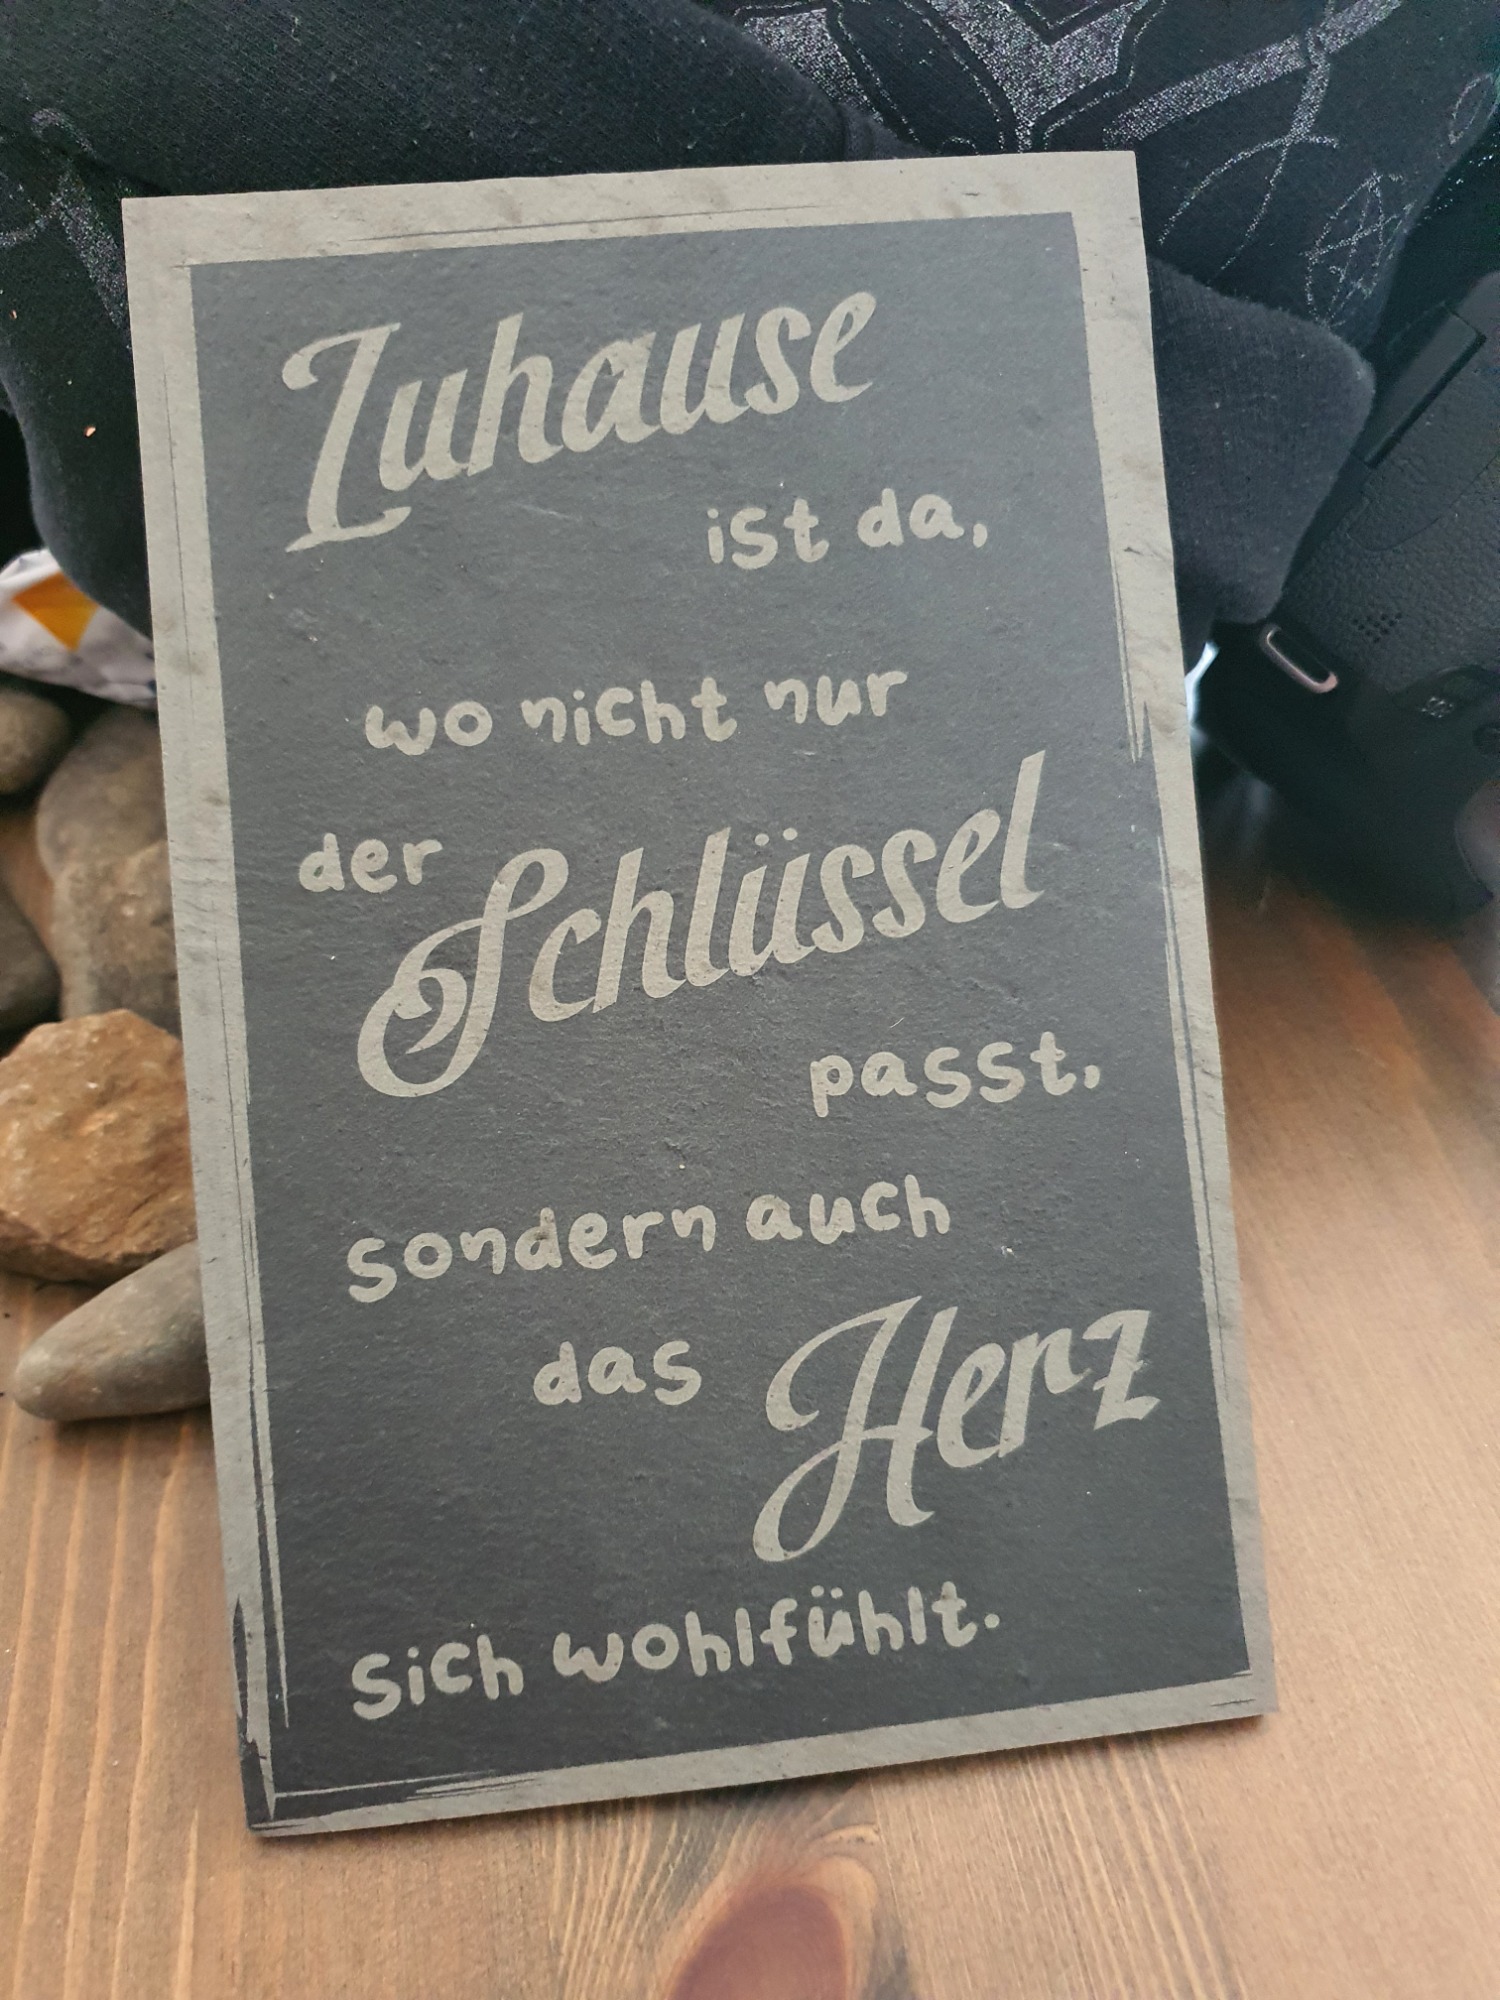 Zuhause
ist da,
wo nicht nur
der Schlüssel
passt,
sondern auch
das Herz
sich wohlfühlt.